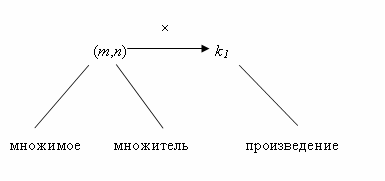 ×
(m,n) k₁
множимое множитель произведение